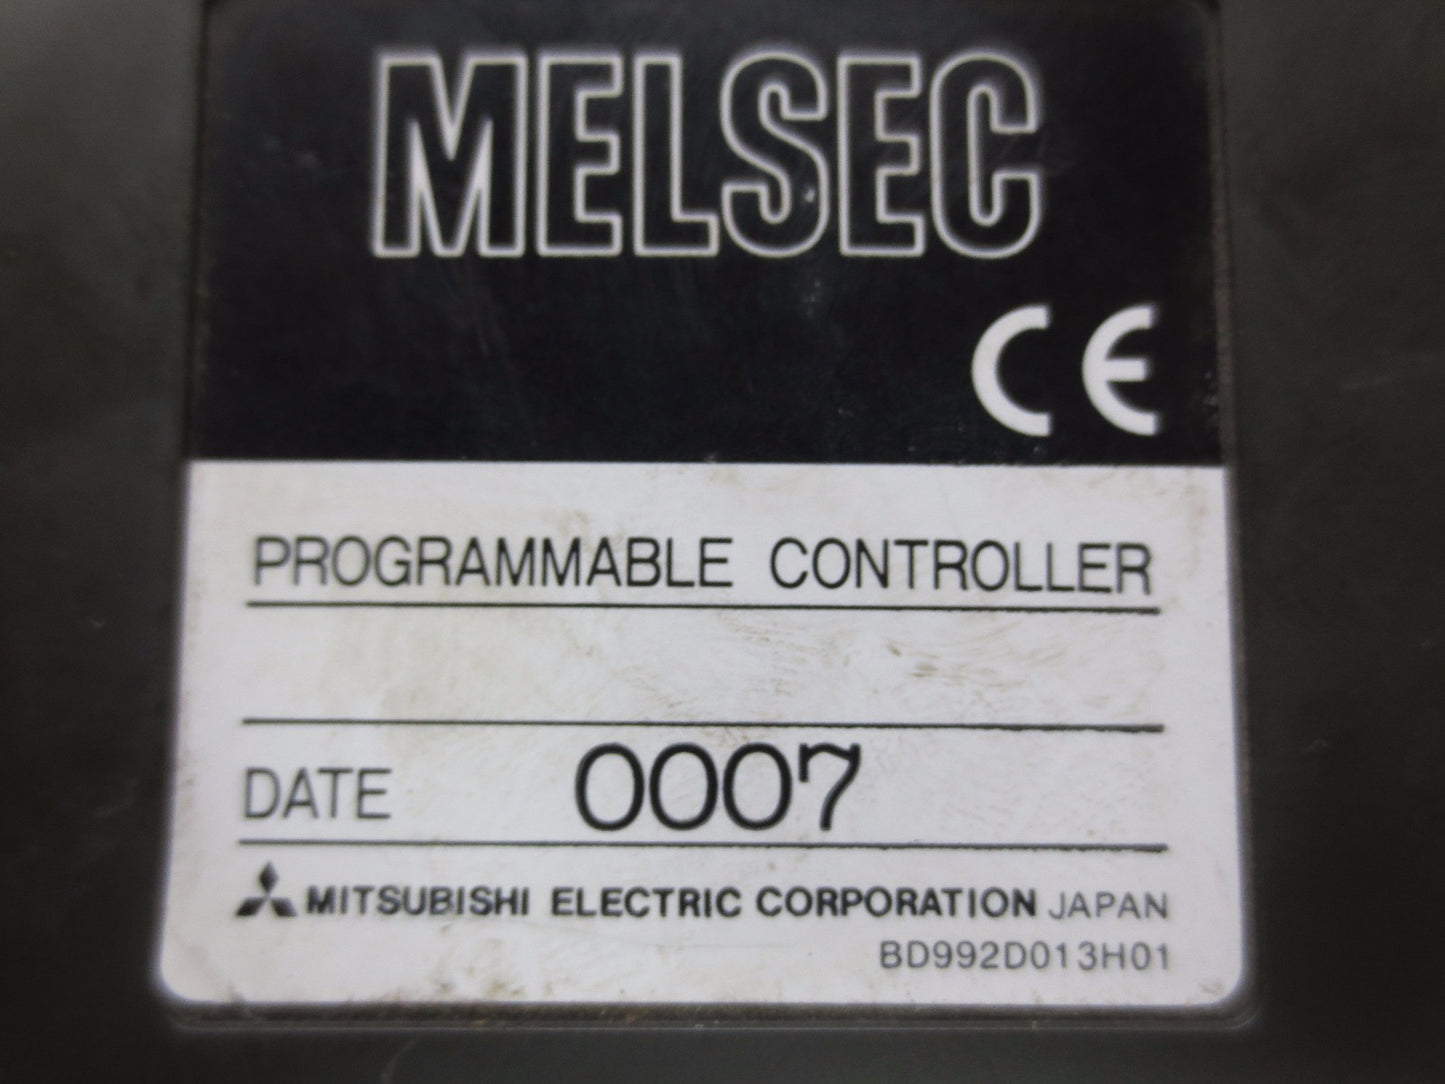 MELSEC
CE
PROGRAMMABLE CONTROLLER
DATE 0007
MITSUBISHI ELECTRIC CORPORATION JAPAN
BD992D013H01